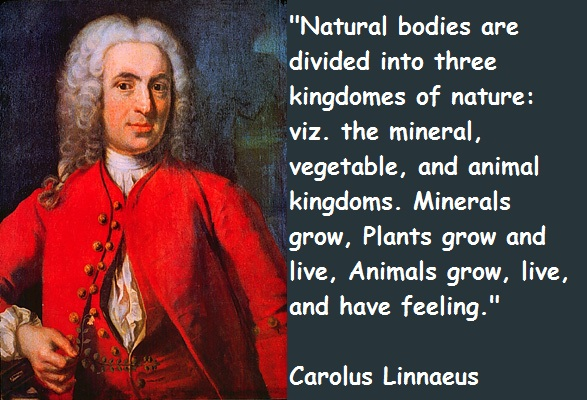 "Natural bodies are
divided into three
kingdomes of nature:
viz. the mineral,
vegetable, and animal
kingdoms. Minerals
grow, Plants grow and
live, Animals grow, live,
and have feeling."
Carolus Linnaeus